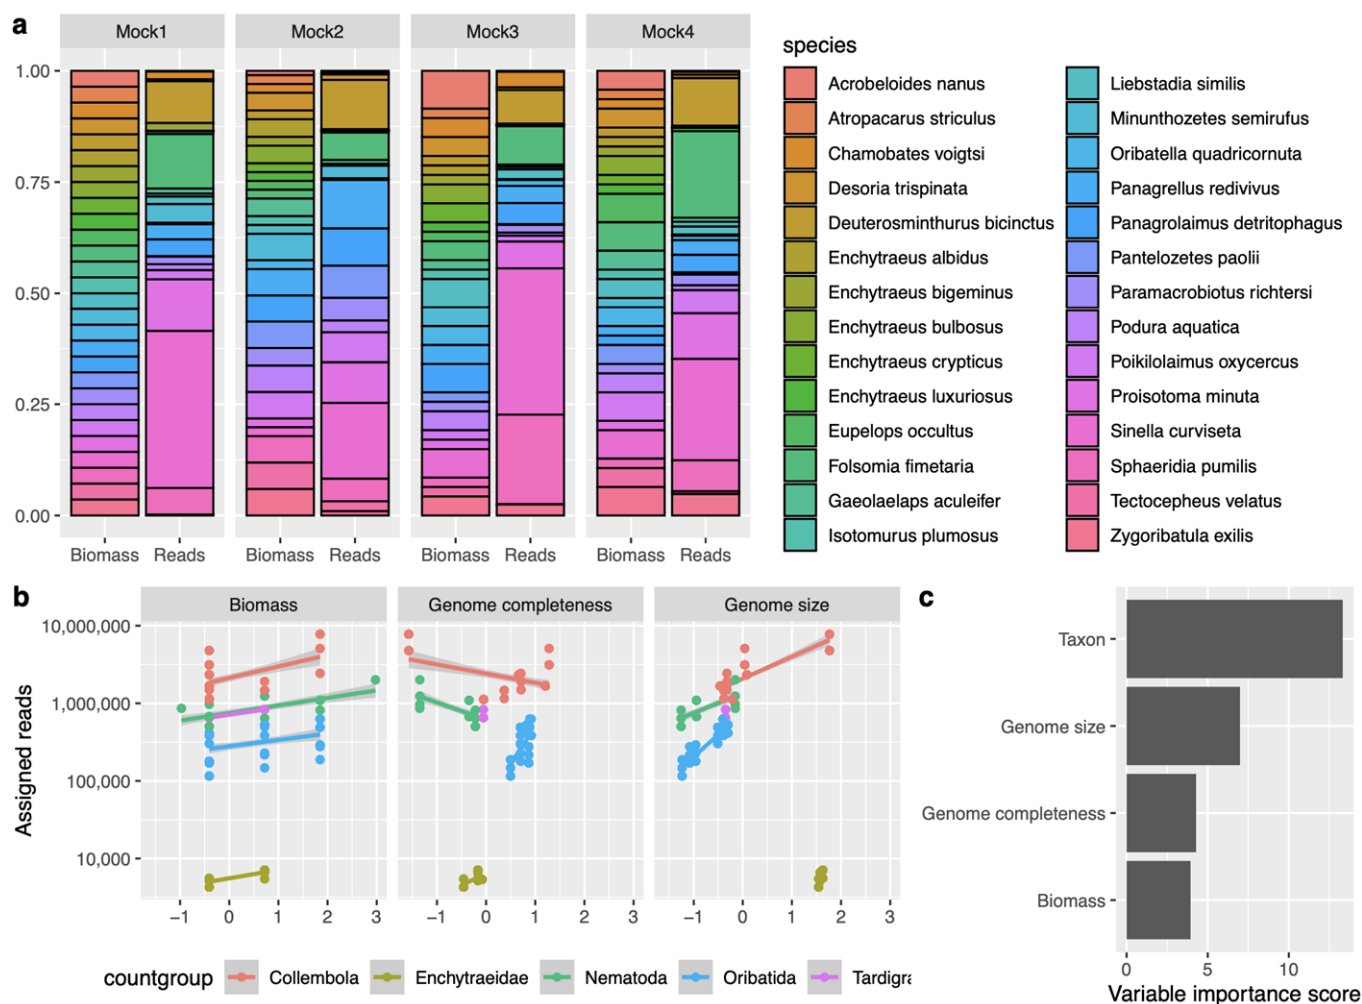 a
Mock1 Mock2 Mock3 Mock4
1.00
0.75
0.50
0.25
0.00
Biomass Reads Biomass Reads Biomass Reads Biomass Reads
species
Acrobeloides nanus
Atropacarus striculus
Chamobates voigtsi
Desoria trispinata
Deuterosminthurus bicinctus
Enchytraeus albidus
Enchytraeus bigeminus
Enchytraeus bulbosus
Enchytraeus crypticus
Enchytraeus luxuriosus
Eupelops occultus
Folsomia fimetaria
Gaeolaelaps aculeifer
Isotomurus plumosus
Liebstadia similis
Minunthozetes semirufus
Oribatella quadricornuta
Panagrellus redivivus
Panagrolaimus detritophagus
Pantelozetes paolii
Paramacrobiotus richtersi
Podura aquatica
Poikilolaimus oxycercus
Proisotoma minuta
Sinella curviseta
Sphaeridia pumilis
Tectocepheus velatus
Zygoribatula exilis
b
Biomass Genome completeness Genome size
Assigned reads
10,000,000
1,000,000
100,000
10,000
−1 0 1 2 3 −1 0 1 2 3 −1 0 1 2 3
countgroup Collembola Enchytraeidae Nematoda Oribatida Tardigra
c
Taxon
Genome size
Genome completeness
Biomass
0 5 10
Variable importance score